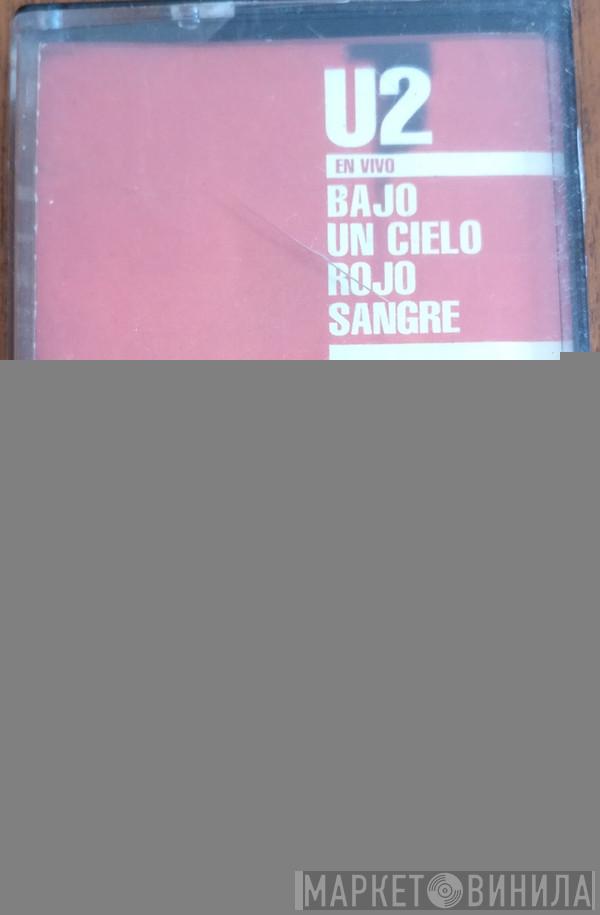 U2
EN VIVO
BAJO
UN CIELO
ROJO
SANGRE
МАРКЕТ ВИНИЛА